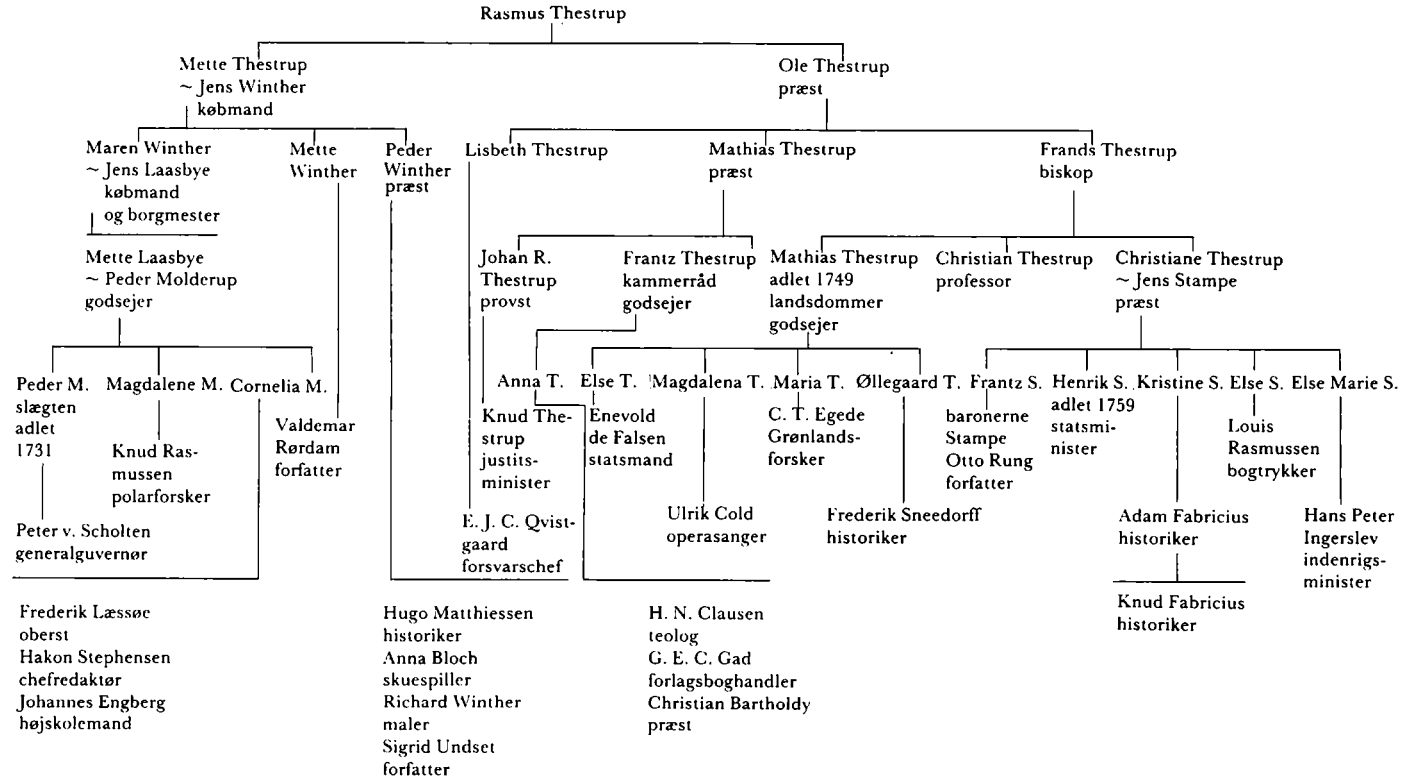 Rasmus Thestrup
Mette Thestrup
~ Jens Winther
købmand
Ole Thestrup
præst
Maren Winther
~ Jens Laasbye
købmand
og borgmester
Mette
Winther
Peder
Winther
præst
Lisbeth Thestrup
Mathias Thestrup
præst
Frands Thestrup
biskop
Mette Laasbye
~ Peder Molderup
godsejer
Johan R.
Thestrup
provst
Frantz Thestrup
kammerråd
godsejer
Mathias Thestrup
adlet 1749
landsdommer
godsejer
Christian Thestrup
professor
Christiane Thestrup
~ Jens Stampe
præst
Peder M.
slægten
adlet
1731
Magdalene M.
Cornelia M.
Anna T.
Else T.
Magdalena T.
Maria T.
Øllegaard T.
Frantz S.
Henrik S.
adlet 1759
statsmi-
nister
Kristine S.
Else S.
Else Marie S.
Knud Ras-
mussen
polarforsker
Valdemar
Rørdam
forfatter
Knud The-
strup
justits-
minister
Enevold
de Falsen
statsmand
C. T. Egede
Grønlands-
forsker
baronerne
Stampe
Otto Rung
forfatter
Louis
Rasmussen
bogtrykker
Peter v. Scholten
generalguvernør
E. J. C. Qvist-
gaard
forsvarschef
Ulrik Cold
operasanger
Frederik Sneedorff
historiker
Adam Fabricius
historiker
Hans Peter
Ingerslev
indenrigs-
minister
Knud Fabricius
historiker
Frederik Læssøe
oberst
Hakon Stephensen
chefredaktør
Johannes Engberg
højskolemand
Hugo Matthiessen
historiker
Anna Bloch
skuespiller
Richard Winther
maler
Sigrid Undset
forfatter
H. N. Clausen
teolog
G. E. C. Gad
forlagsboghandler
Christian Bartholdy
præst